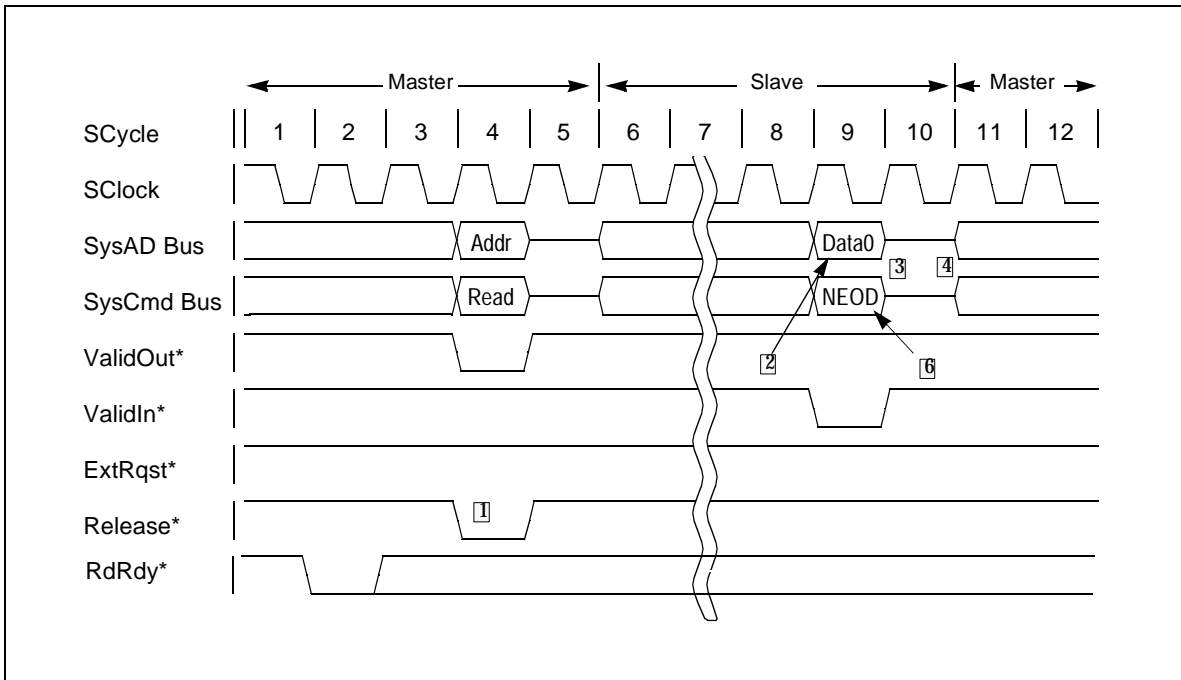 Master Slave Master
SCycle 1 2 3 4 5 6 7 8 9 10 11 12
SClock
SysAD Bus Addr Data0
3 4
SysCmd Bus Read NEOD
ValidOut* 2 6
ValidIn*
ExtRqst*
Release* 1
RdRdy*